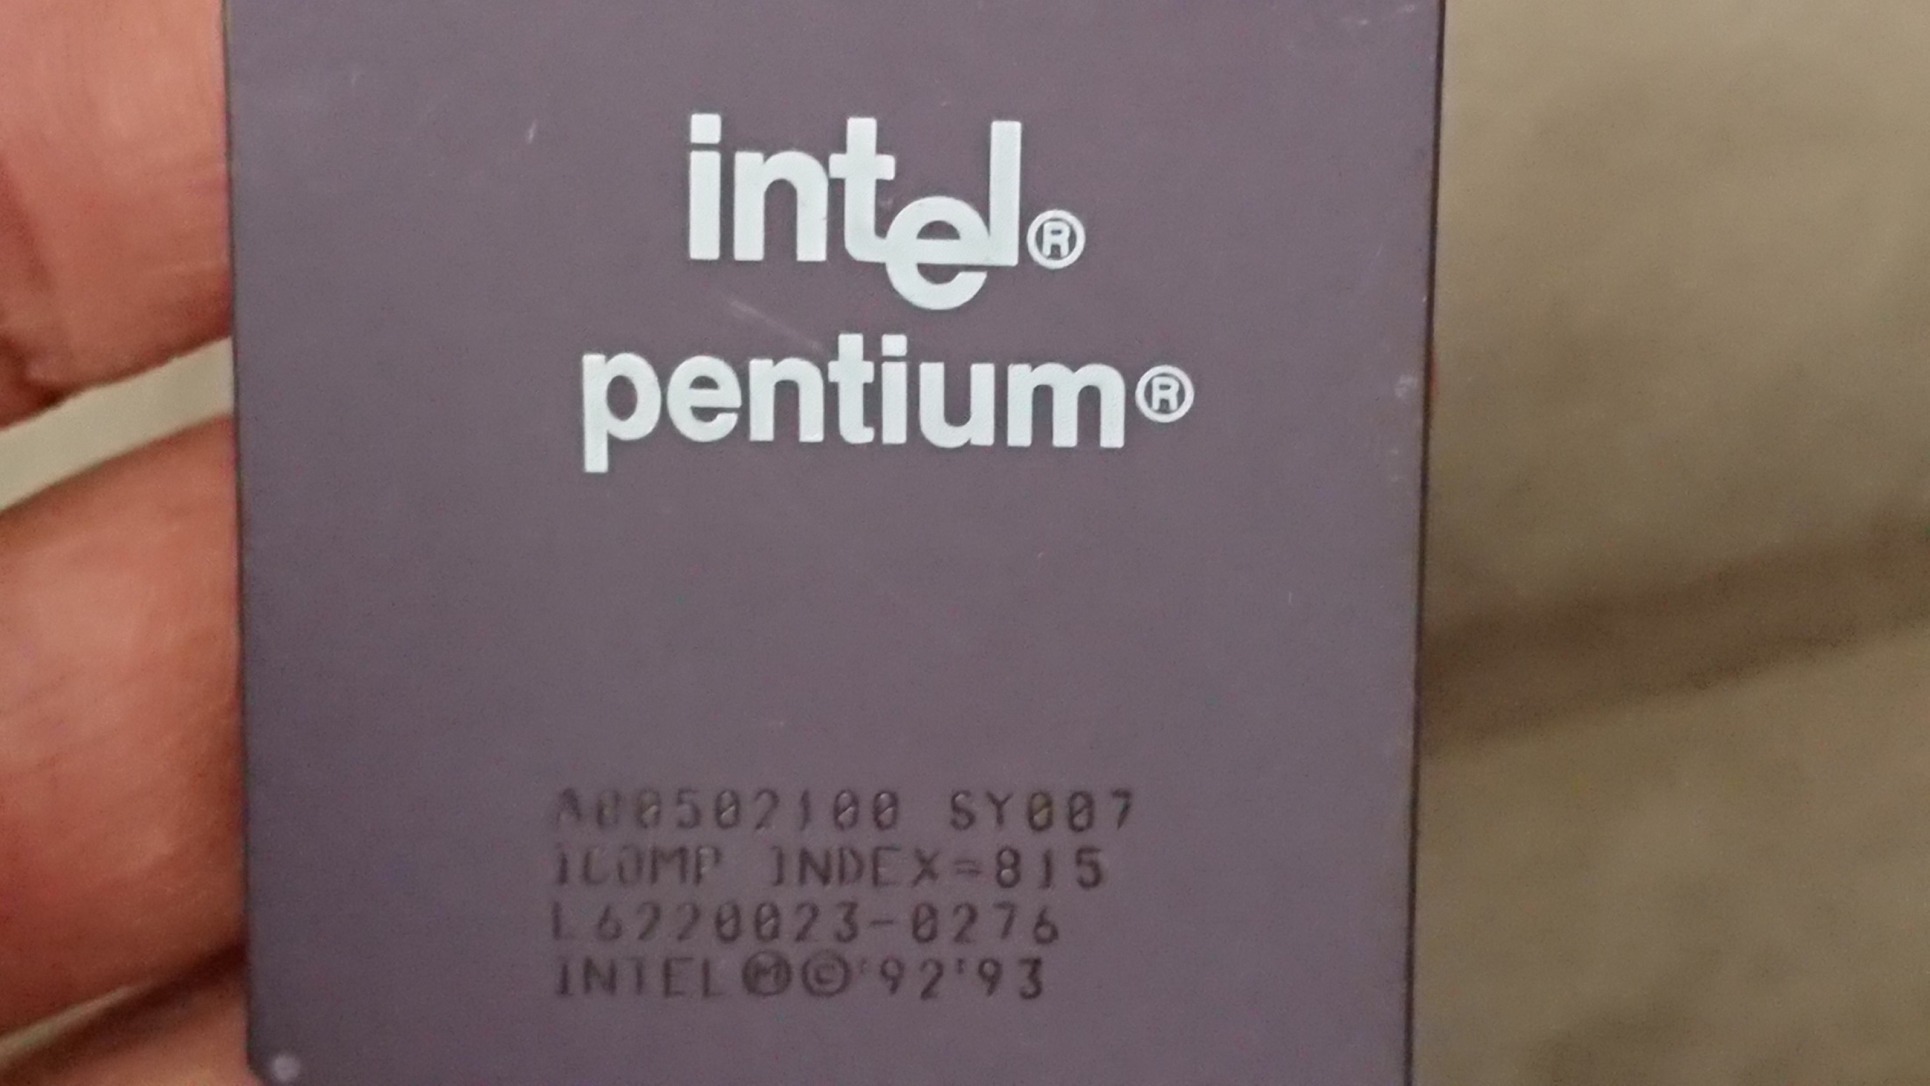 intel®
pentium®
A80502100 SY007
ICOMP INDEX=815
L6220023-0276
INTEL Ⓜ©'92'93